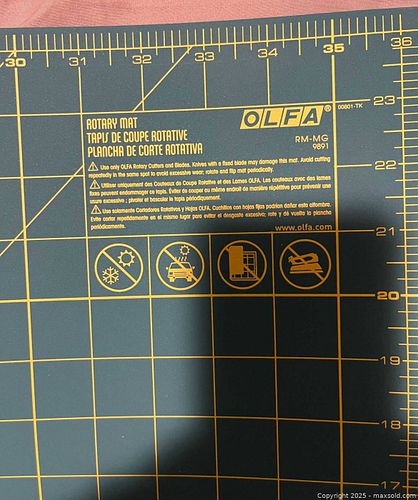 30 31 32 33 34 35 36
OLFA®
00801-TK
23
ROTARY MAT
TAPIS DE COUPE ROTATIVE
PLANCHA DE CORTE ROTATIVA
RM-MG
9891
Use only OLFA Rotary Cutters and Blades. Knives with a fixed blade may damage this mat. Avoid cutting
repeatedly in the same spot to avoid excessive wear; rotate and flip mat periodically.
22
Utiliser uniquement des Couteaux de Coupe Rotative et des Lames OLFA. Les couteaux avec des lames
fixes peuvent endommager ce tapis. Éviter de couper au même endroit de manière répétitive pour prévenir une
usure excessive; pivoter et basculer le tapis périodiquement.
Use solamente Cortadores Rotativos y Hojas OLFA. Cuchillas con hojas fijas podrían dañar esta alfombra.
Evite cortar repetidamente en el mismo lugar para evitar el desgaste excesivo; rote y dé vuelta la plancha
periódicamente.
www.olfa.com
21
20
19
18
17
Copyright 2025 - maxsold.com